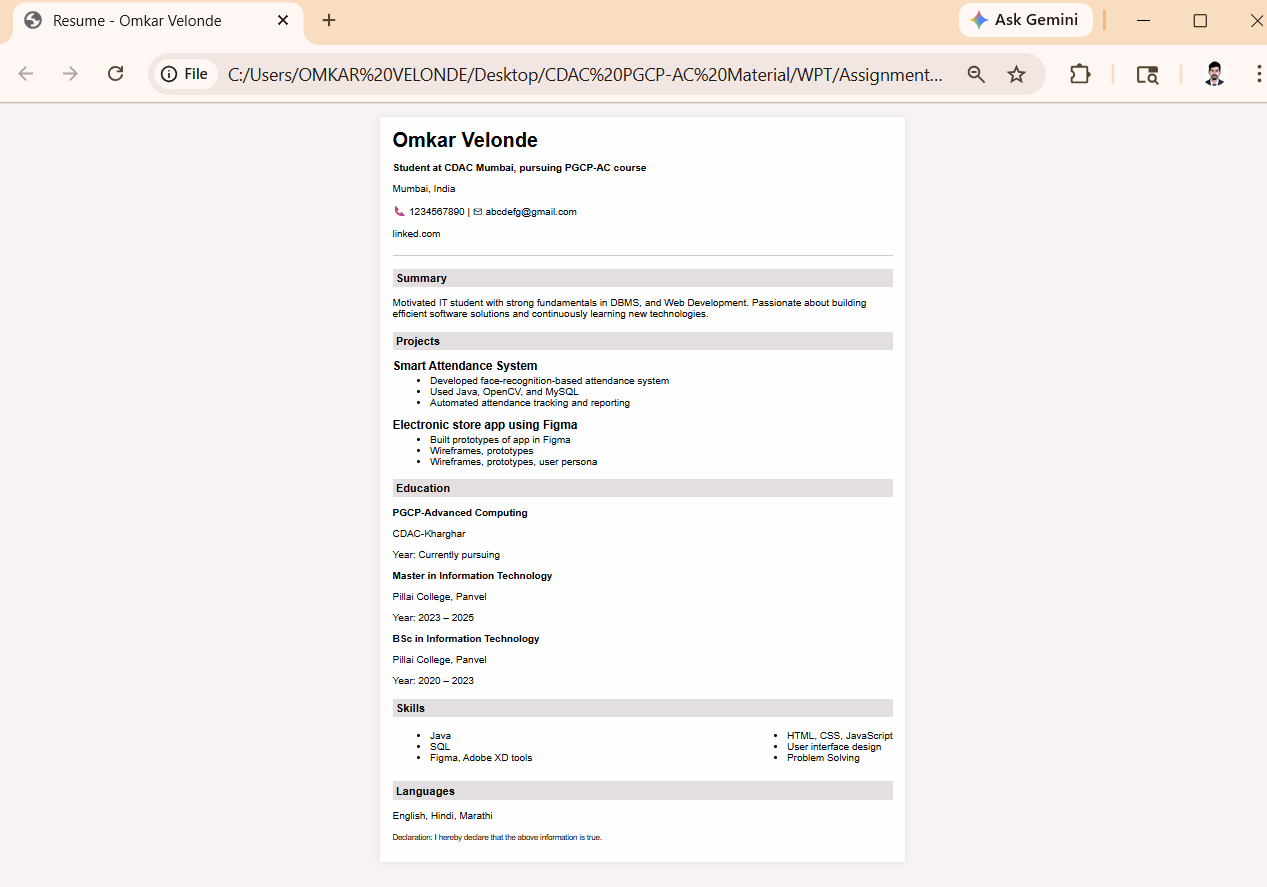 Resume - Omkar Velonde
Ask Gemini
File
C:/Users/OMKAR%20VELONDE/Desktop/CDAC%20PGCP-AC%20Material/WPT/Assignment...
Omkar Velonde
Student at CDAC Mumbai, pursuing PGCP-AC course
Mumbai, India
1234567890 | abcdefg@gmail.com
linked.com
Summary
Motivated IT student with strong fundamentals in DBMS, and Web Development. Passionate about building
efficient software solutions and continuously learning new technologies.
Projects
Smart Attendance System
• Developed face-recognition-based attendance system
• Used Java, OpenCV, and MySQL
• Automated attendance tracking and reporting
Electronic store app using Figma
• Built prototypes of app in Figma
• Wireframes, prototypes
• Wireframes, prototypes, user persona
Education
PGCP-Advanced Computing
CDAC-Kharghar
Year: Currently pursuing
Master in Information Technology
Pillai College, Panvel
Year: 2023 – 2025
BSc in Information Technology
Pillai College, Panvel
Year: 2020 – 2023
Skills
• Java
• SQL
• Figma, Adobe XD tools
• HTML, CSS, JavaScript
• User interface design
• Problem Solving
Languages
English, Hindi, Marathi
Declaration: I hereby declare that the above information is true.